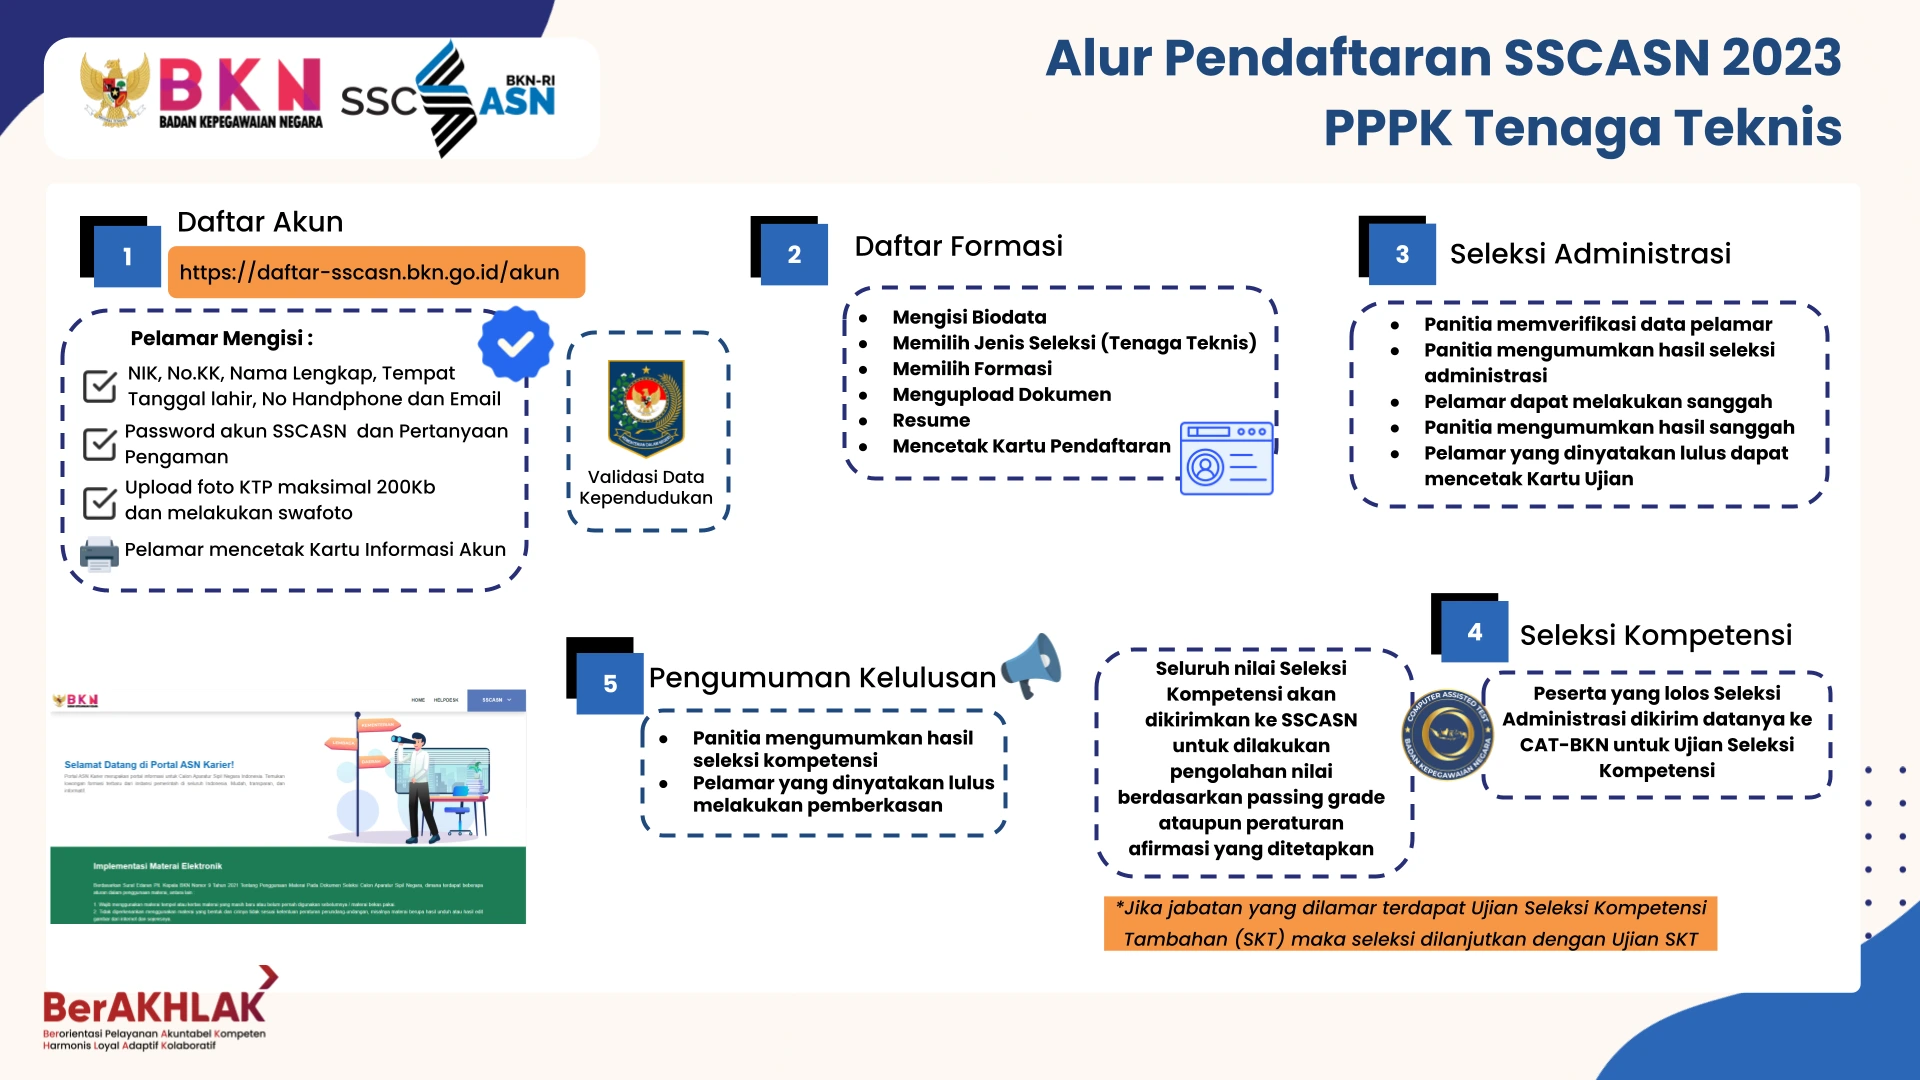 BKN
BADAN KEPEGAWAIAN NEGARA
SSC ASN
BKN-RI
Alur Pendaftaran SSCASN 2023
PPPK Tenaga Teknis
1
Daftar Akun
https://daftar-sscasn.bkn.go.id/akun
Pelamar Mengisi :
NIK, No.KK, Nama Lengkap, Tempat
Tanggal lahir, No Handphone dan Email
Password akun SSCASN dan Pertanyaan
Pengaman
Upload foto KTP maksimal 200Kb
dan melakukan swafoto
Pelamar mencetak Kartu Informasi Akun
Validasi Data
Kependudukan
2
Daftar Formasi
• Mengisi Biodata
• Memilih Jenis Seleksi (Tenaga Teknis)
• Memilih Formasi
• Mengupload Dokumen
• Resume
• Mencetak Kartu Pendaftaran
3
Seleksi Administrasi
• Panitia memverifikasi data pelamar
• Panitia mengumumkan hasil seleksi
administrasi
• Pelamar dapat melakukan sanggah
• Panitia mengumumkan hasil sanggah
• Pelamar yang dinyatakan lulus dapat
mencetak Kartu Ujian
4
Seleksi Kompetensi
Peserta yang lolos Seleksi
Administrasi dikirim datanya ke
CAT-BKN untuk Ujian Seleksi
Kompetensi
COMPUTER ASSISTED TEST
BADAN KEPEGAWAIAN NEGARA
Seluruh nilai Seleksi
Kompetensi akan
dikirimkan ke SSCASN
untuk dilakukan
pengolahan nilai
berdasarkan passing grade
ataupun peraturan
afirmasi yang ditetapkan
*Jika jabatan yang dilamar terdapat Ujian Seleksi Kompetensi
Tambahan (SKT) maka seleksi dilanjutkan dengan Ujian SKT
5
Pengumuman Kelulusan
• Panitia mengumumkan hasil
seleksi kompetensi
• Pelamar yang dinyatakan lulus
melakukan pemberkasan
BKN
HOME HELPDESK SSCASN
Selamat Datang di Portal ASN Karier!
Implementasi Materai Elektronik
BerAKHLAK
Berorientasi Pelayanan Akuntabel Kompeten
Harmonis Loyal Adaptif Kolaboratif